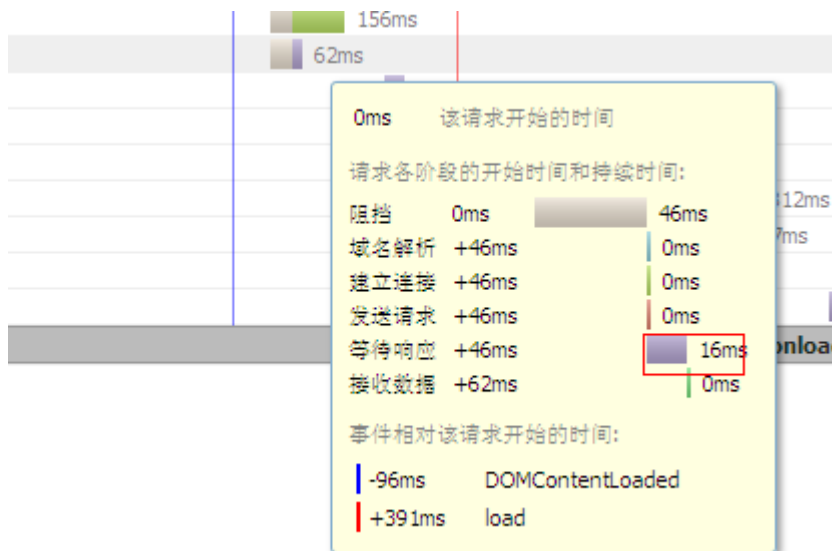 156ms
62ms
0ms 该请求开始的时间
请求各阶段的开始时间和持续时间:
312ms
阻挡 0ms 46ms
7ms
域名解析 +46ms 0ms
建立连接 +46ms 0ms
发送请求 +46ms 0ms
等待响应 +46ms 16ms
onloa
接收数据 +62ms 0ms
事件相对该请求开始的时间:
-96ms DOMContentLoaded
+391ms load